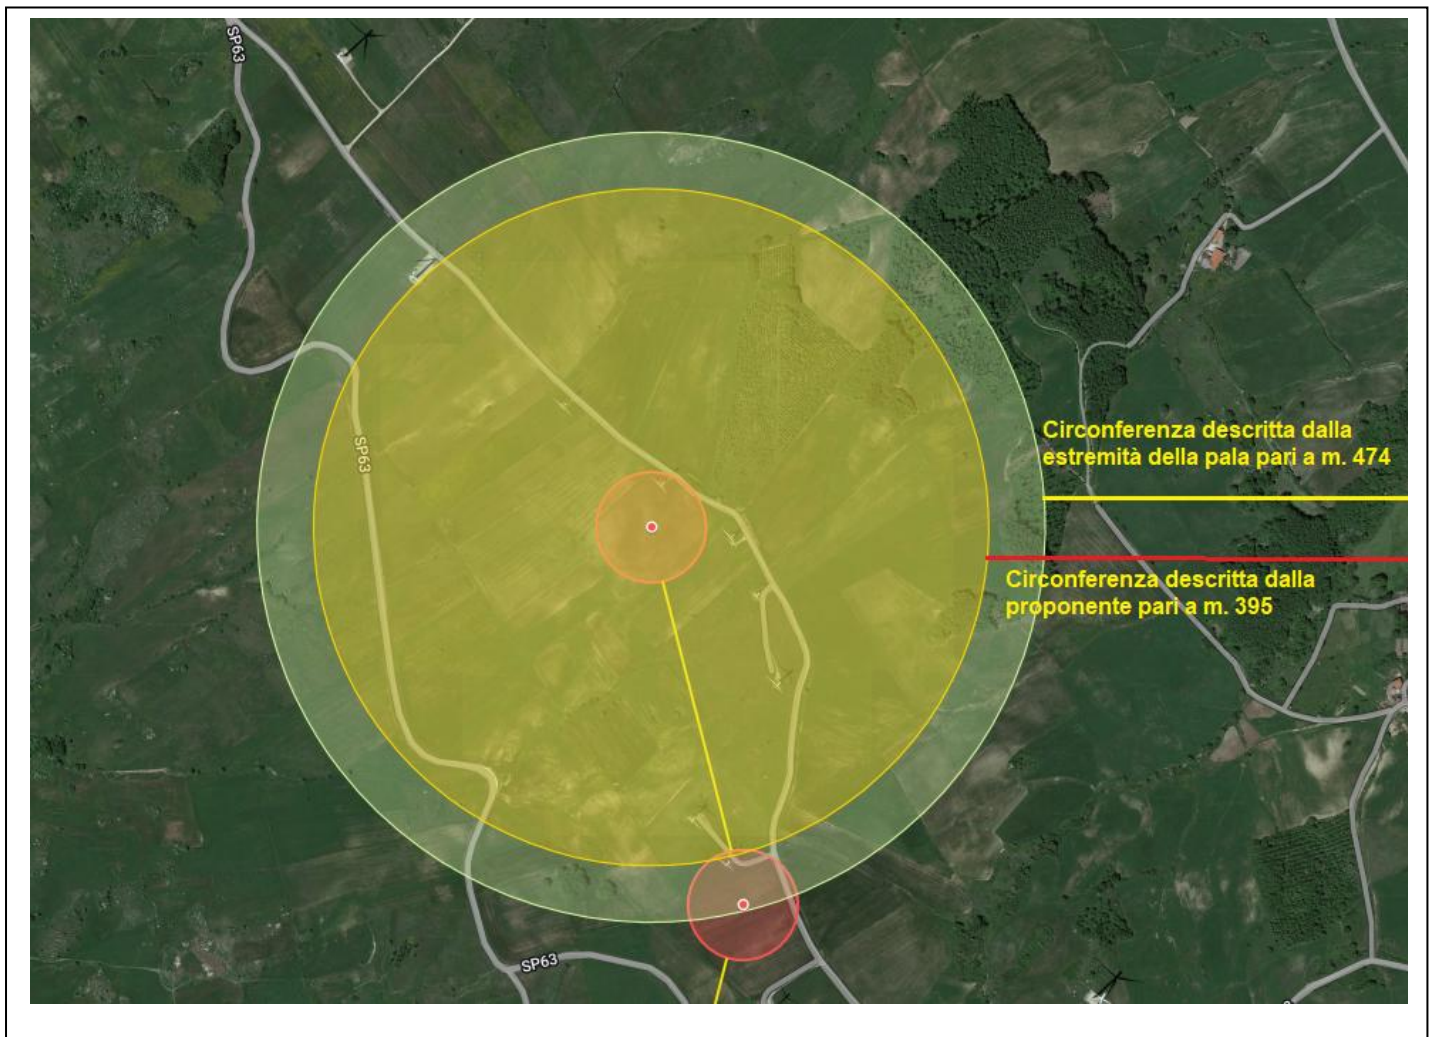 SP63
Circonferenza descritta dalla
estremità della pala pari a m. 474
SP63
Circonferenza descritta dalla
proponente pari a m. 395
SP63